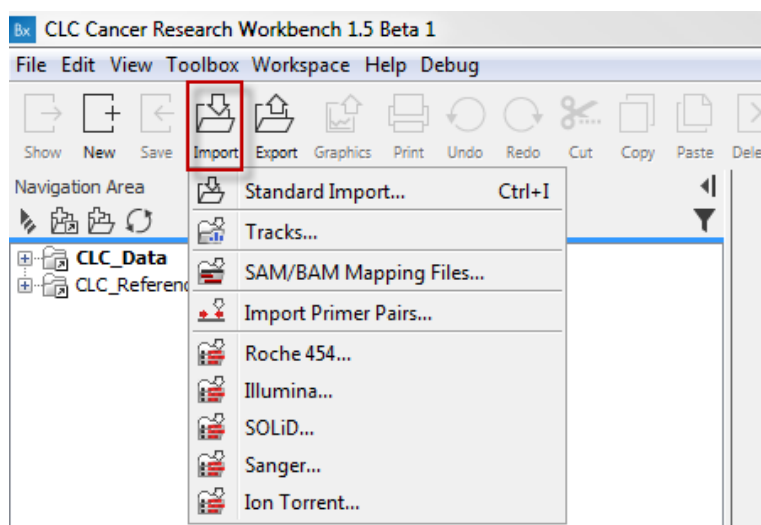 Bx CLC Cancer Research Workbench 1.5 Beta 1
File Edit View Toolbox Workspace Help Debug
Show New Save Import Export Graphics Print Undo Redo Cut Copy Paste Dele
Navigation Area
Standard Import... Ctrl+I
Tracks...
CLC_Data
SAM/BAM Mapping Files...
CLC_Referenc
Import Primer Pairs...
Roche 454...
Illumina...
SOLiD...
Sanger...
Ion Torrent...